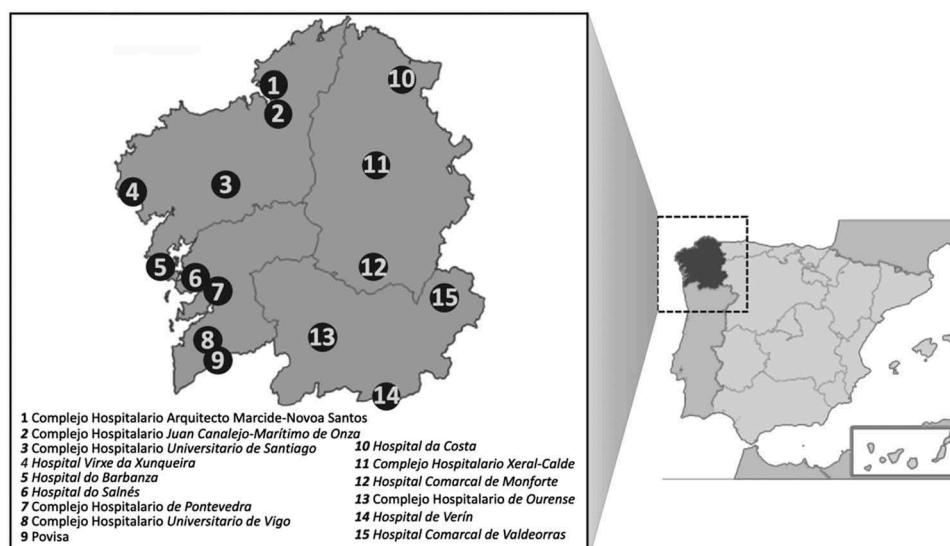 1
2
3
4
5
6
7
8
9
10
11
12
13
14
15
1 Complejo Hospitalario Arquitecto Marcide-Novoa Santos
2 Complejo Hospitalario Juan Canalejo-Marítimo de Onza
3 Complejo Hospitalario Universitario de Santiago
4 Hospital Virxe da Xunqueira
5 Hospital do Barbanza
6 Hospital do Salnés
7 Complejo Hospitalario de Pontevedra
8 Complejo Hospitalario Universitario de Vigo
9 Povisa
10 Hospital da Costa
11 Complejo Hospitalario Xeral-Calde
12 Hospital Comarcal de Monforte
13 Complejo Hospitalario de Ourense
14 Hospital de Verín
15 Hospital Comarcal de Valdeorras